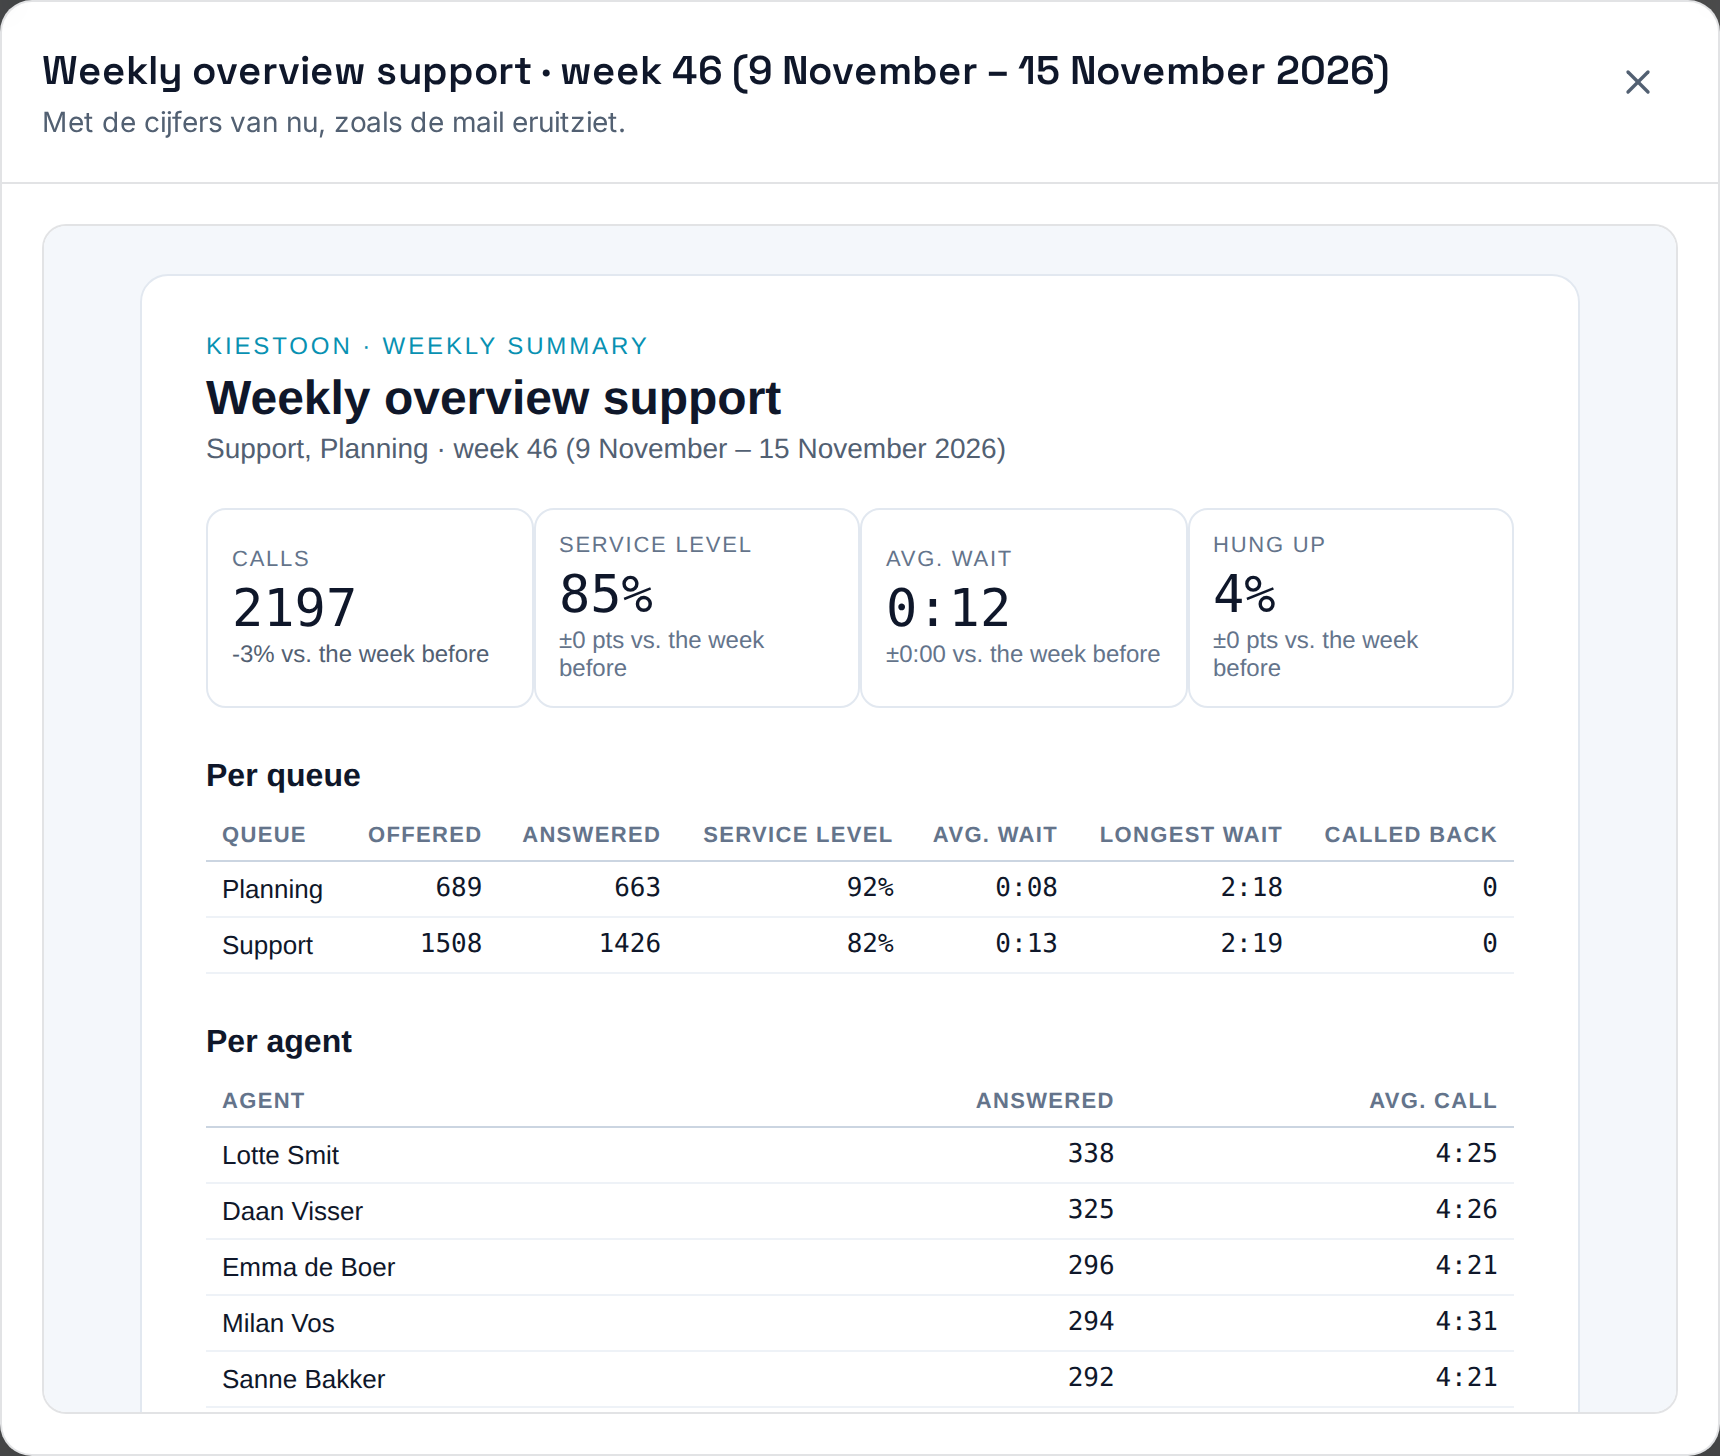 Weekly overview support · week 46 (9 November – 15 November 2026)
Met de cijfers van nu, zoals de mail eruitziet.
KIESTOON · WEEKLY SUMMARY
Weekly overview support
Support, Planning · week 46 (9 November – 15 November 2026)
CALLS
2197
-3% vs. the week before
SERVICE LEVEL
85%
±0 pts vs. the week
before
AVG. WAIT
0:12
±0:00 vs. the week before
HUNG UP
4%
±0 pts vs. the week
before
Per queue
QUEUE OFFERED ANSWERED SERVICE LEVEL AVG. WAIT LONGEST WAIT CALLED BACK
Planning 689 663 92% 0:08 2:18 0
Support 1508 1426 82% 0:13 2:19 0
Per agent
AGENT ANSWERED AVG. CALL
Lotte Smit 338 4:25
Daan Visser 325 4:26
Emma de Boer 296 4:21
Milan Vos 294 4:31
Sanne Bakker 292 4:21